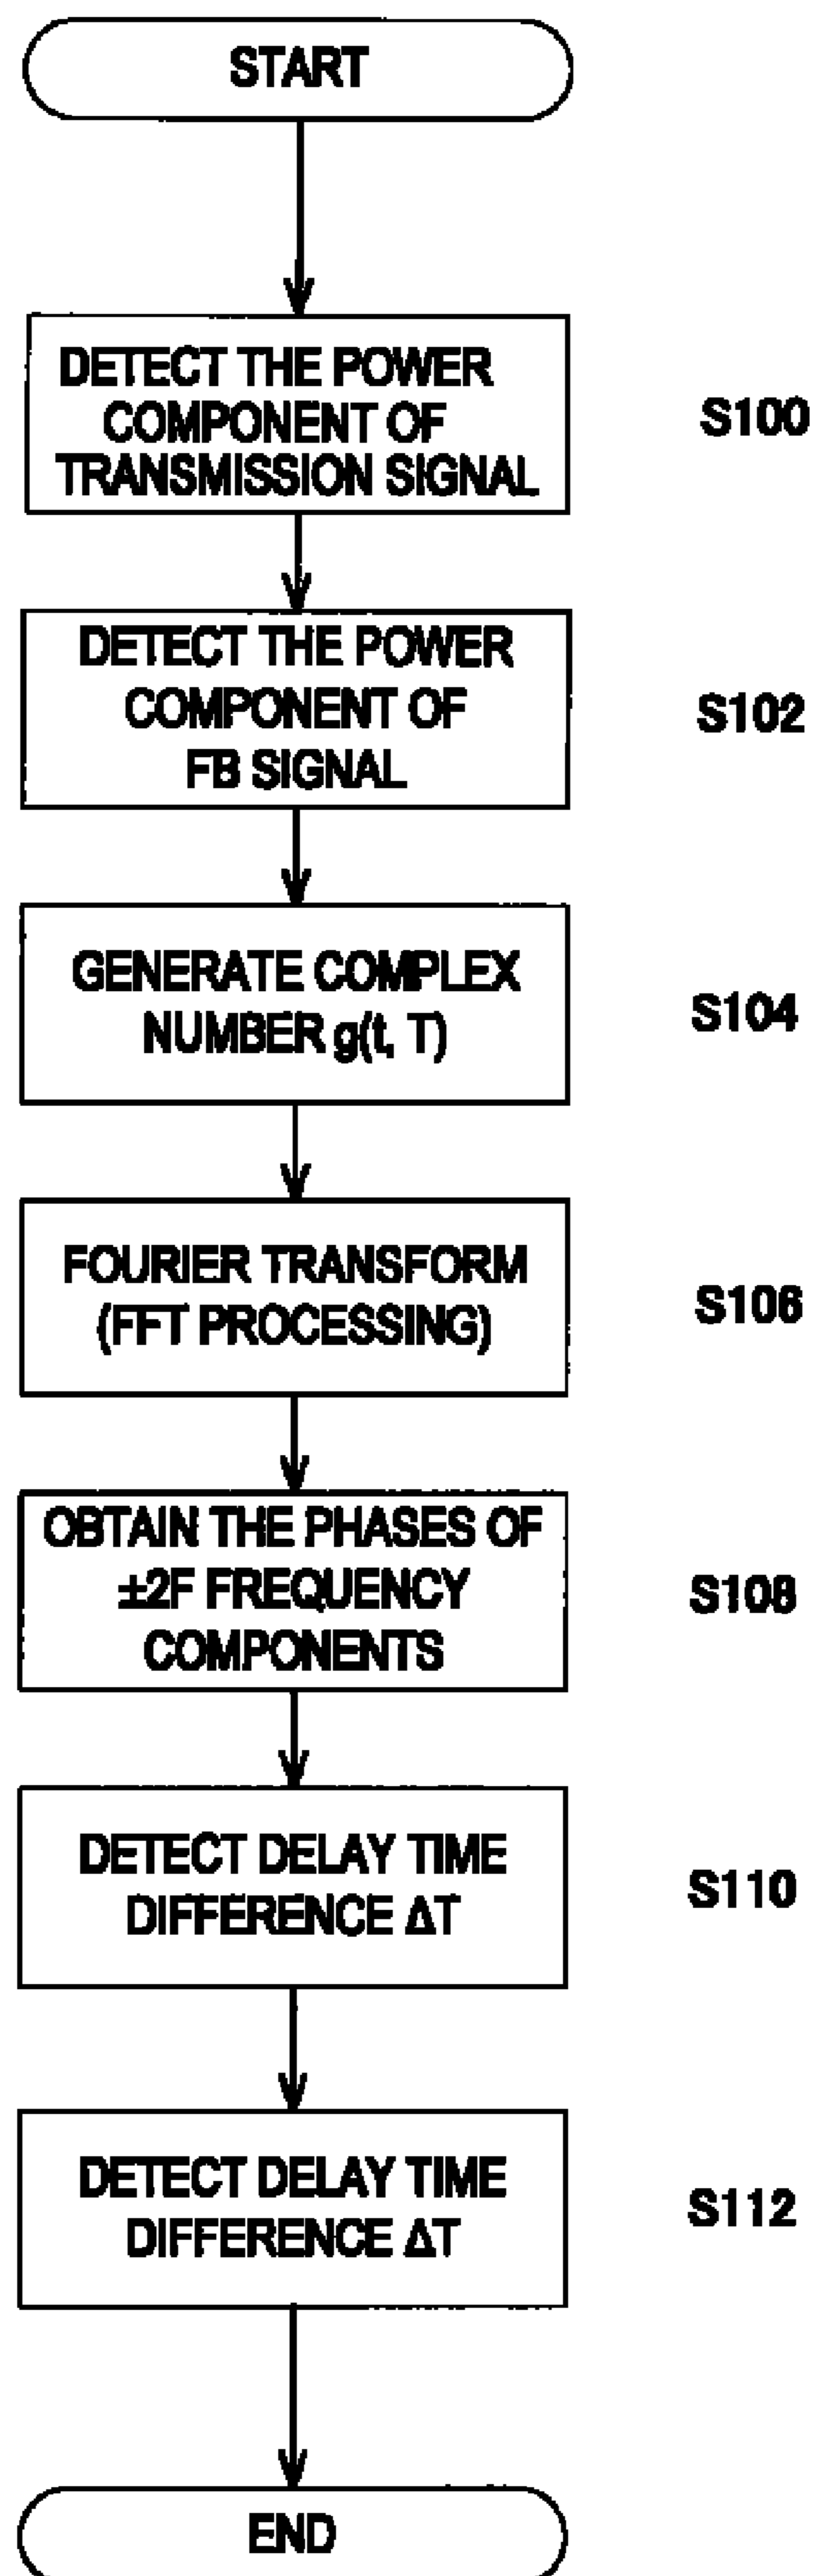 START
DETECT THE POWER
COMPONENT OF
TRANSMISSION SIGNAL
S100
DETECT THE POWER
COMPONENT OF
FB SIGNAL
S102
GENERATE COMPLEX
NUMBER g(t, T)
S104
FOURIER TRANSFORM
(FFT PROCESSING)
S106
OBTAIN THE PHASES OF
±2F FREQUENCY
COMPONENTS
S108
DETECT DELAY TIME
DIFFERENCE ΔT
S110
DETECT DELAY TIME
DIFFERENCE ΔT
S112
END